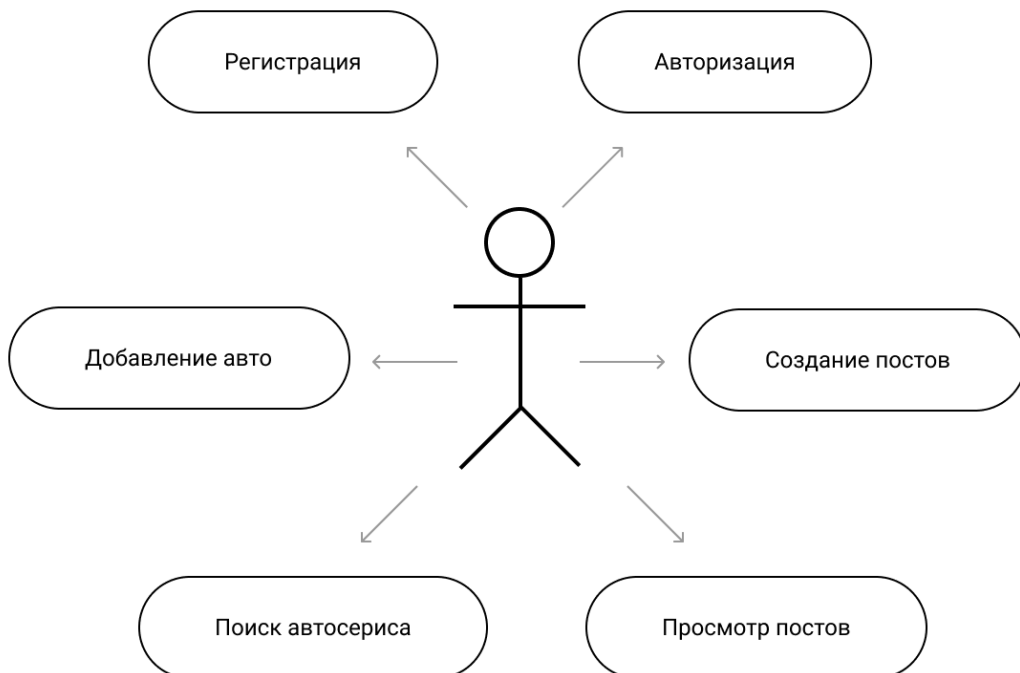 Регистрация
Авторизация
Добавление авто
Создание постов
Поиск автосериса
Просмотр постов